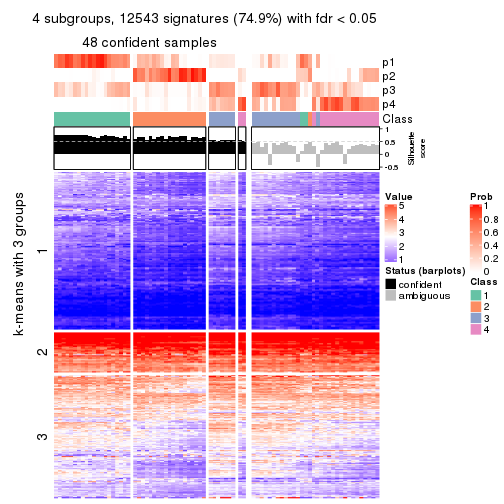 4 subgroups, 12543 signatures (74.9%) with fdr < 0.05
48 confident samples
p1
p2
p3
p4
Class
1
0.5
0
-0.5
Silhouette
score
k-means with 3 groups
1
2
3
Value
5
4
3
2
1
Status (barplots)
confident
ambiguous
Prob
1
0.8
0.6
0.4
0.2
0
Class
1
2
3
4